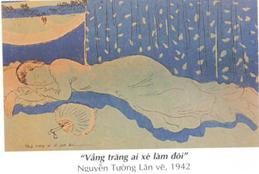 "Vầng trăng ai xẻ làm đôi"
Nguyễn Tường Lân vẽ, 1942